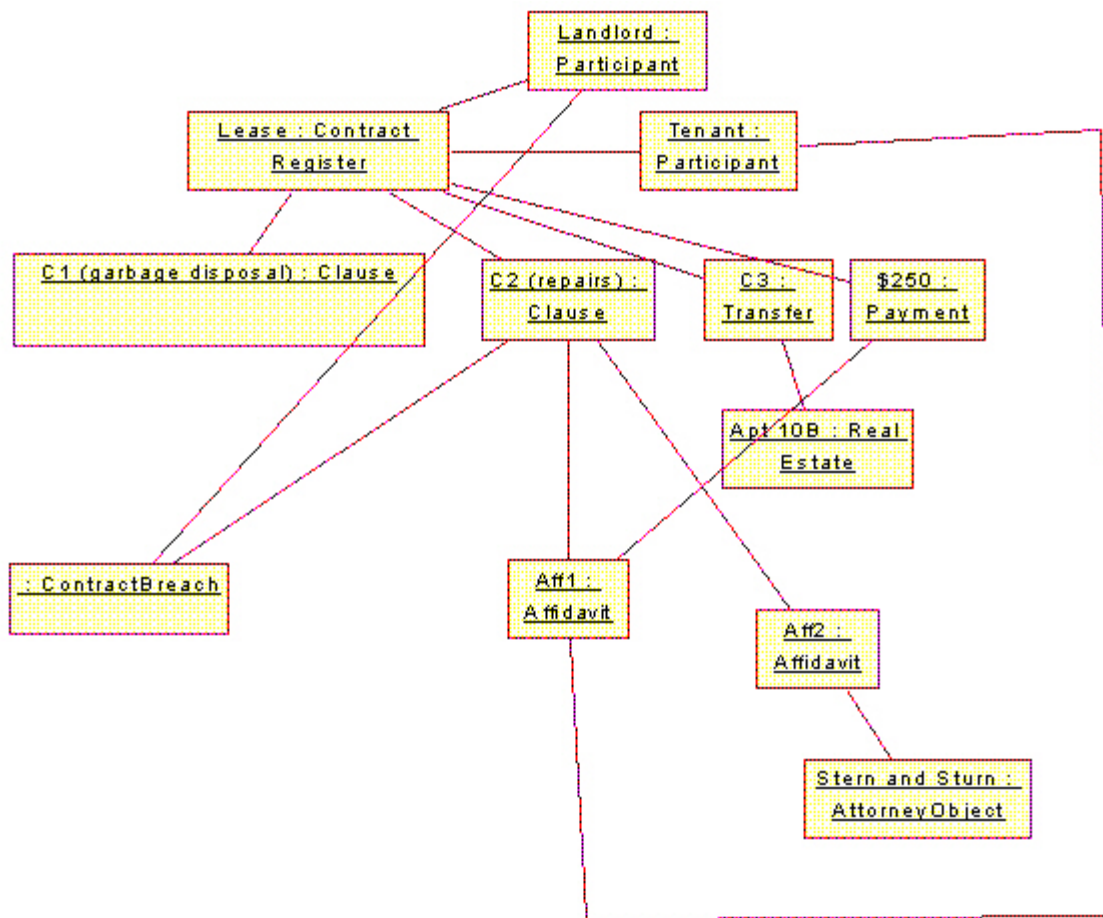 Landlord :
Participant
Lease : Contract
Register
Tenant :
Participant
C1 (garbage disposal) : Clause
C2 (repairs) :
Clause
C3 :
Transfer
$250 :
Payment
Apt 10B : Real
Estate
: ContractBreach
Aff1 :
Affidavit
Aff2 :
Affidavit
Stern and Sturn :
AttorneyObject